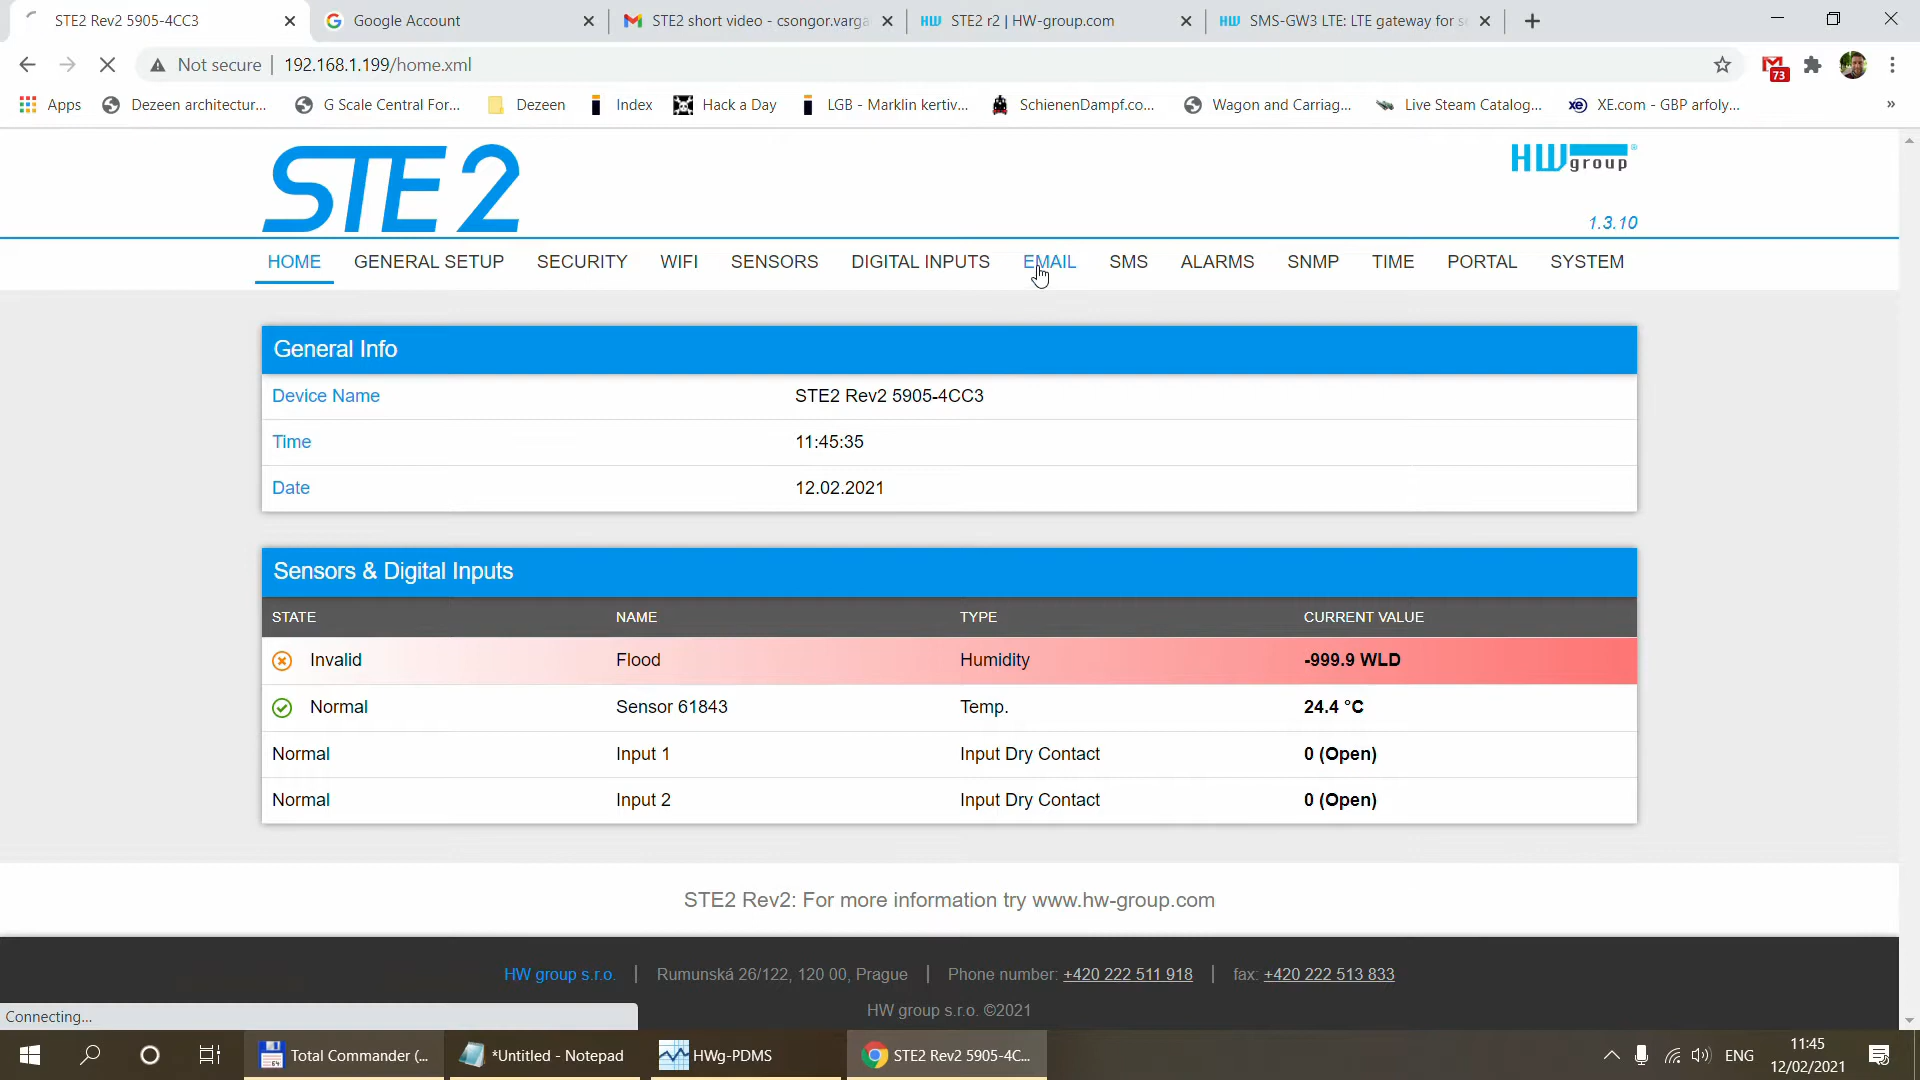 STE2 Rev2 5905-4CC3
Google Account
STE2 short video - csongor.varga
STE2 r2 | HW-group.com
SMS-GW3 LTE: LTE gateway for se
Not secure | 192.168.1.199/home.xml
73
Apps
Dezeen architectur...
G Scale Central For...
Dezeen
Index
Hack a Day
LGB - Marklin kertiv...
SchienenDampf.co...
Wagon and Carriag...
Live Steam Catalog...
XE.com - GBP arfoly...
»
STE2
HW group
1.3.10
HOME GENERAL SETUP SECURITY WIFI SENSORS DIGITAL INPUTS EMAIL SMS ALARMS SNMP TIME PORTAL SYSTEM
General Info
Device Name STE2 Rev2 5905-4CC3
Time 11:45:35
Date 12.02.2021
Sensors & Digital Inputs
STATE NAME TYPE CURRENT VALUE
Invalid Flood Humidity -999.9 WLD
Normal Sensor 61843 Temp. 24.4 °C
Normal Input 1 Input Dry Contact 0 (Open)
Normal Input 2 Input Dry Contact 0 (Open)
STE2 Rev2: For more information try www.hw-group.com
HW group s.r.o. | Rumunská 26/122, 120 00, Prague | Phone number: +420 222 511 918 | fax: +420 222 513 833
HW group s.r.o. ©2021
Connecting...
Total Commander (...
*Untitled - Notepad
HWg-PDMS
STE2 Rev2 5905-4C...
ENG
11:45
12/02/2021